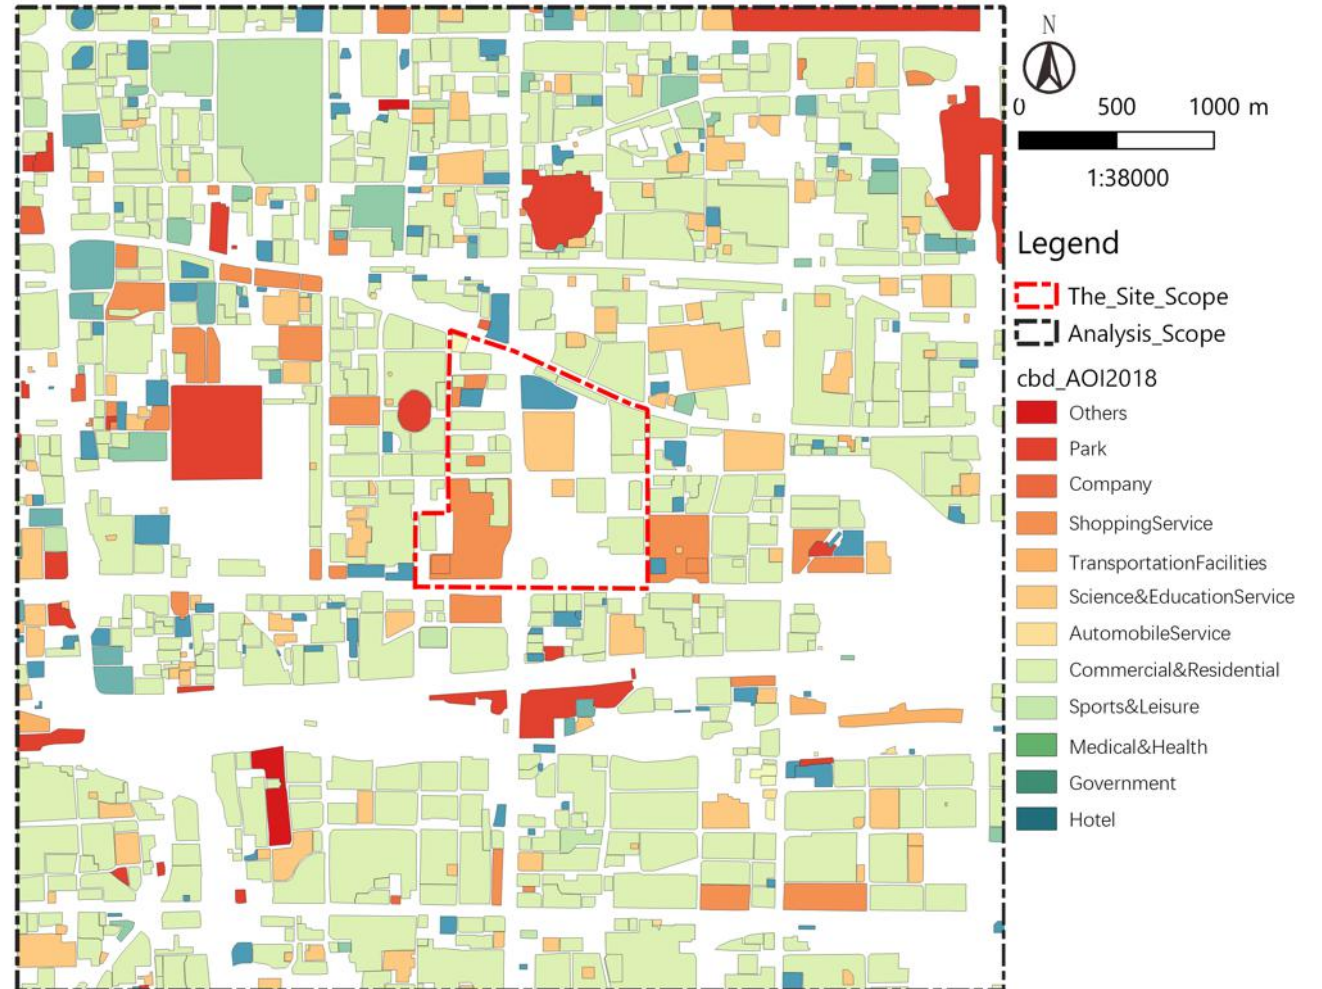 N
0 500 1000 m
1:38000
Legend
The_Site_Scope
Analysis_Scope
cbd_AOI2018
Others
Park
Company
ShoppingService
TransportationFacilities
Science&EducationService
AutomobileService
Commercial&Residential
Sports&Leisure
Medical&Health
Government
Hotel